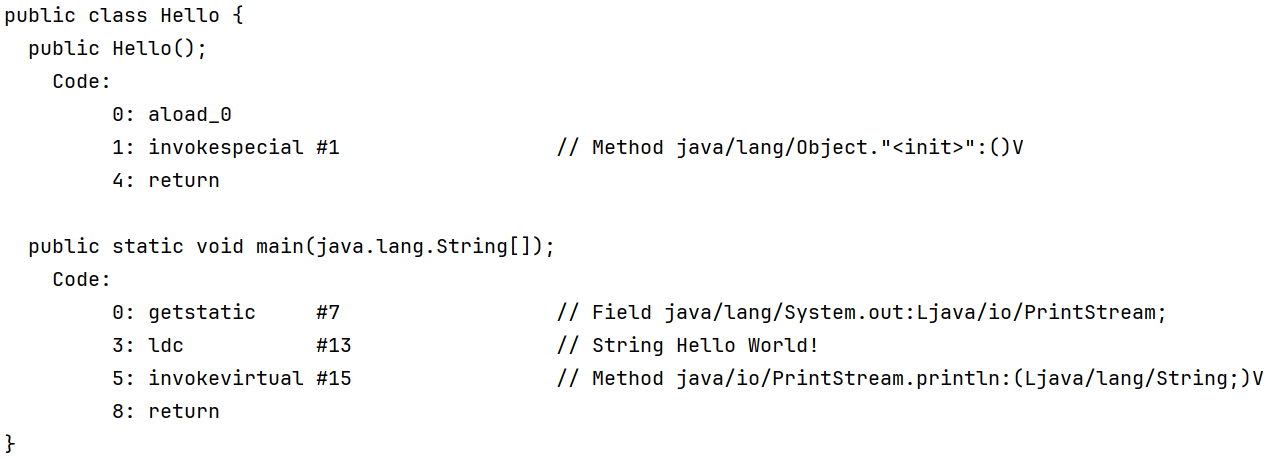 public class Hello {
  public Hello();
    Code:
         0: aload_0
         1: invokespecial #1                  // Method java/lang/Object."<init>":()V
         4: return

  public static void main(java.lang.String[]);
    Code:
         0: getstatic     #7                  // Field java/lang/System.out:Ljava/io/PrintStream;
         3: ldc           #13                 // String Hello World!
         5: invokevirtual #15                 // Method java/io/PrintStream.println:(Ljava/lang/String;)V
         8: return
}